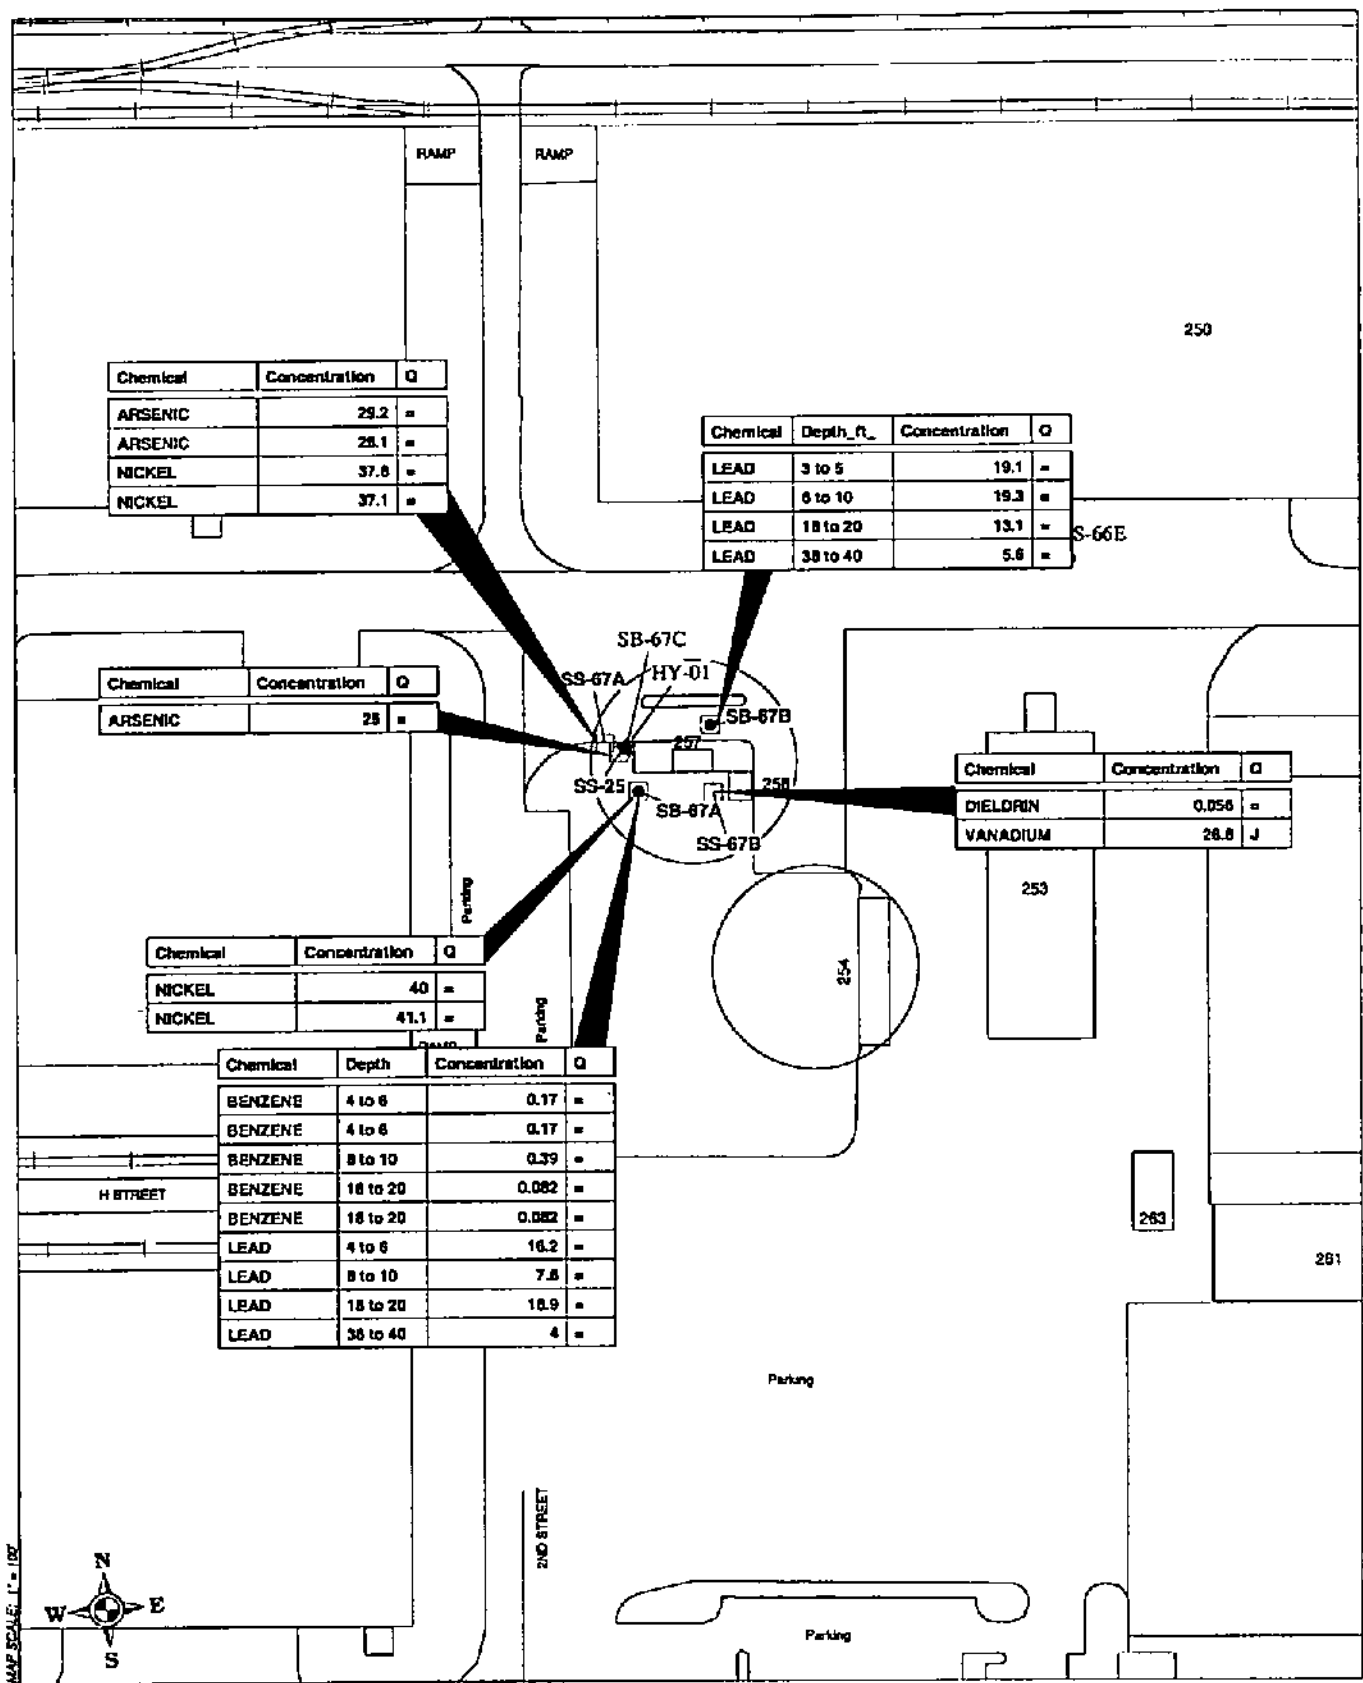 RAMP RAMP
250
Chemical Concentration Q
ARSENIC 29.2 =
ARSENIC 28.1 =
NICKEL 37.8 =
NICKEL 37.1 =
Chemical Depth_ft_ Concentration Q
LEAD 3 to 5 19.1 =
LEAD 8 to 10 19.3 =
LEAD 18 to 20 13.1 =
LEAD 38 to 40 5.6 =
S-66E
SB-67C
SS-67A HY-01
SB-67B
Chemical Concentration Q
ARSENIC 25 =
257
SS-25
258
SB-67A
SS-67B
Chemical Concentration Q
DIELDRIN 0.056 =
VANADIUM 26.8 J
253
Parking
Chemical Concentration Q
NICKEL 40 =
NICKEL 41.1 =
254
Parking
RAMP
Chemical Depth Concentration Q
BENZENE 4 to 6 0.17 =
BENZENE 4 to 6 0.17 =
BENZENE 8 to 10 0.39 =
BENZENE 18 to 20 0.082 =
BENZENE 18 to 20 0.082 =
LEAD 4 to 6 16.2 =
LEAD 8 to 10 7.8 =
LEAD 18 to 20 18.9 =
LEAD 38 to 40 4 =
H STREET
263
261
Parking
2ND STREET
MAP SCALE: 1" = 100'
N
W E
S
Parking